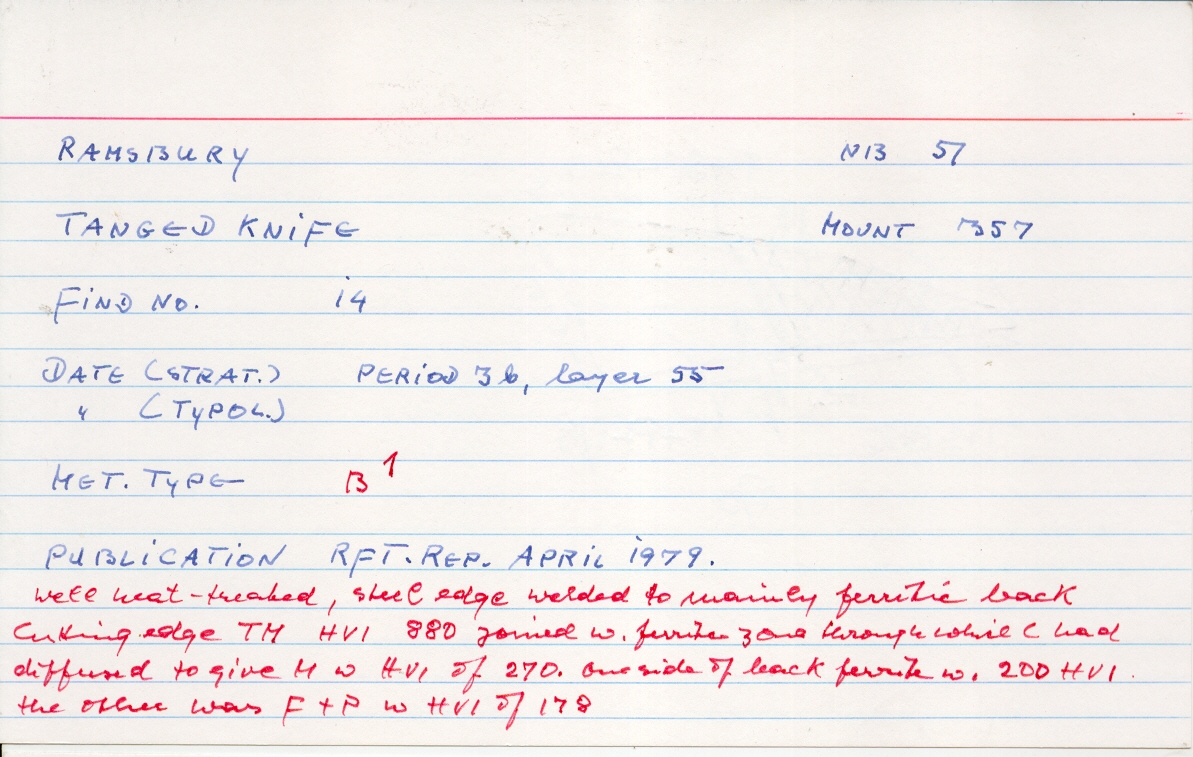 RAMSBURY NB 57
TANGED KNIFE MOUNT 357
FIND NO. 14
DATE (STRAT.) PERIOD 3b, layer 55
" (TYPOL.)
MET. TYPE B1
PUBLICATION RFT. REP. APRIL 1979.
well heat-treated, steel edge welded to mainly ferritic back
Cutting edge TM HV1 880 joined w. ferrite zone through which C had
diffused to give M w HV1 of 270. one side of back ferrite w. 200 HV1.
the other was F+P w HV1 of 178